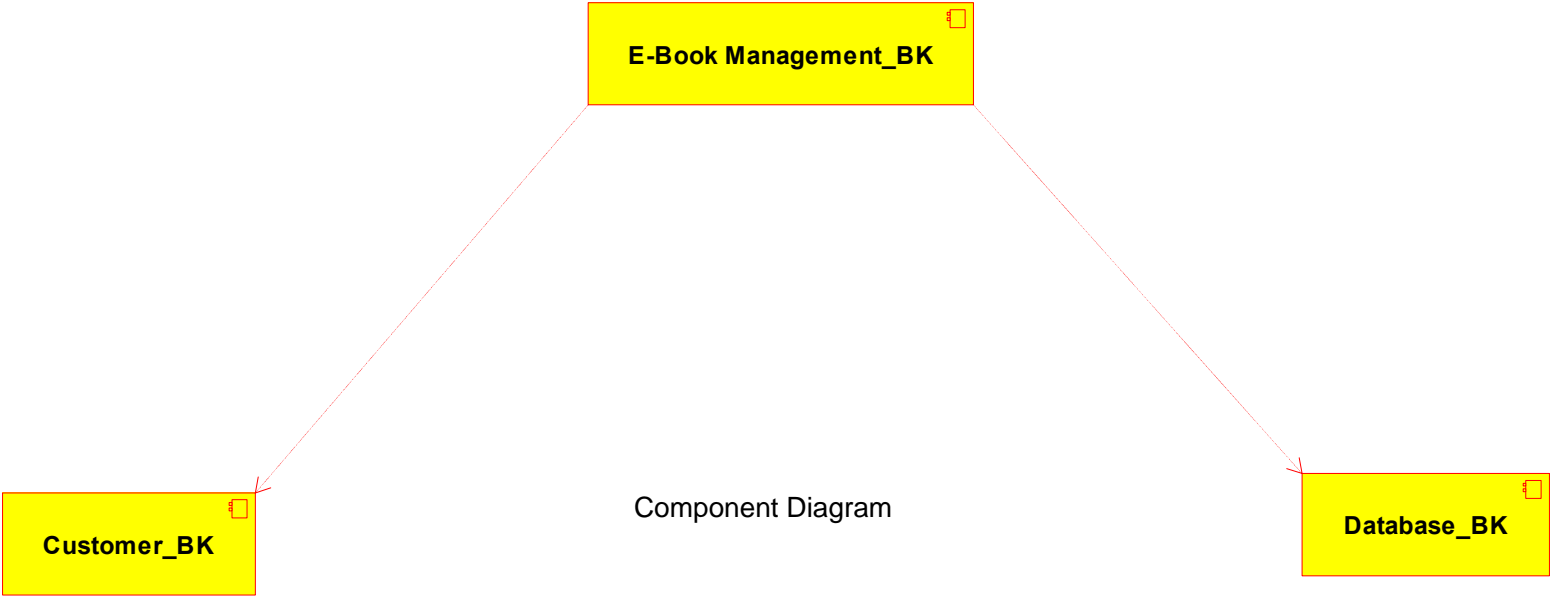 E-Book Management_BK
Component Diagram
Customer_BK
Database_BK